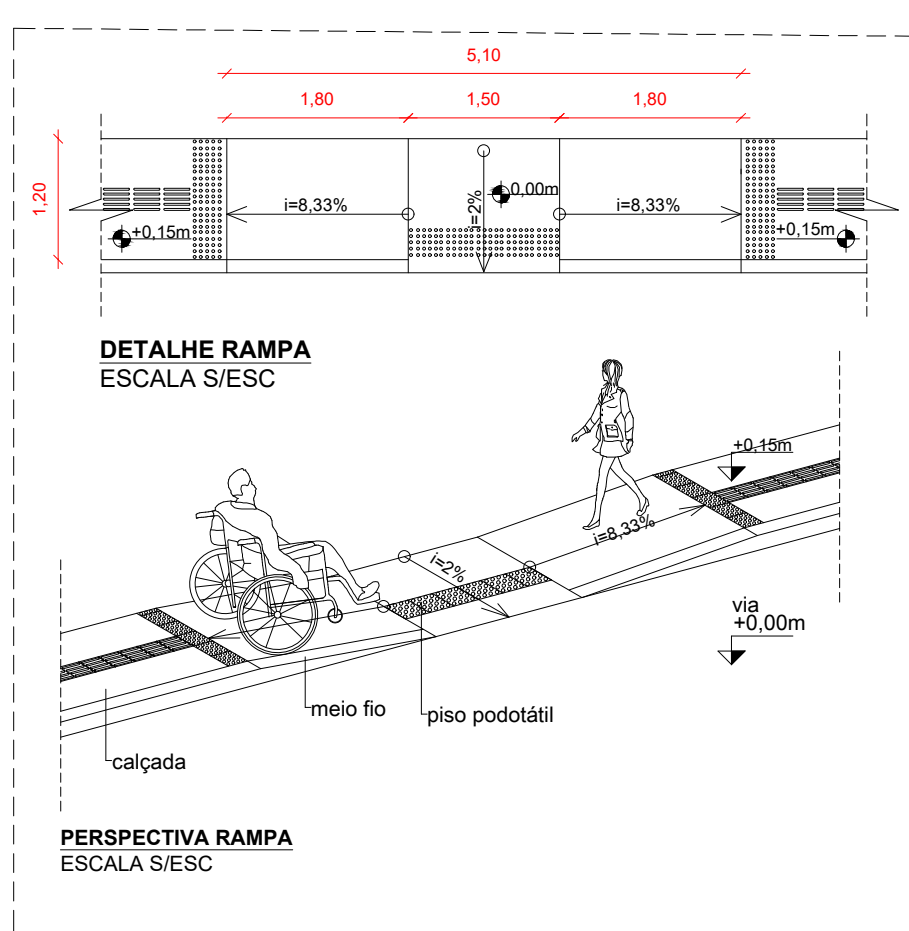 5,10
1,80
1,50
1,80
1,20
i=8,33%
i=2%
0,00m
i=8,33%
+0,15m
+0,15m
DETALHE RAMPA
ESCALA S/ESC
+0,15m
i=8,33%
i=2%
via
+0,00m
meio fio
piso podotátil
calçada
PERSPECTIVA RAMPA
ESCALA S/ESC